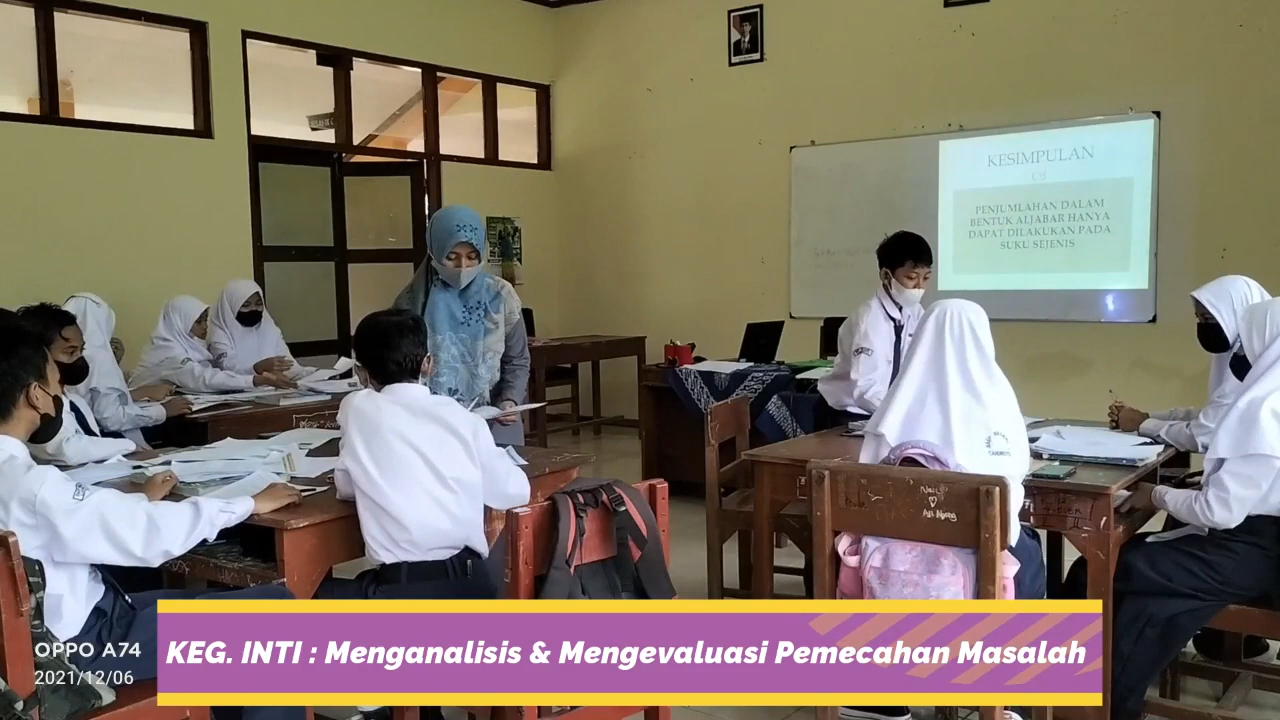 KESIMPULAN
PENJUMLAHAN DALAM
BENTUK ALJABAR HANYA
DAPAT DILAKUKAN PADA
SUKU SEJENIS
KEG. INTI : Menganalisis & Mengevaluasi Pemecahan Masalah
OPPO A74
2021/12/06